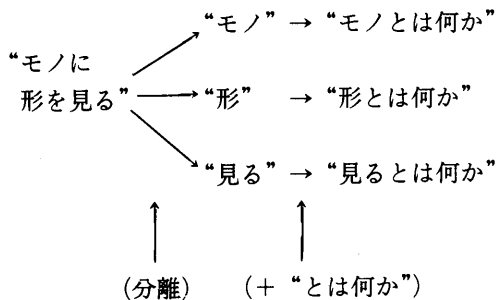 “モノ” → “モノとは何か”
“モノに
形を見る”
“形” → “形とは何か”
“見る” → “見るとは何か”
(分離) (+ “とは何か”)